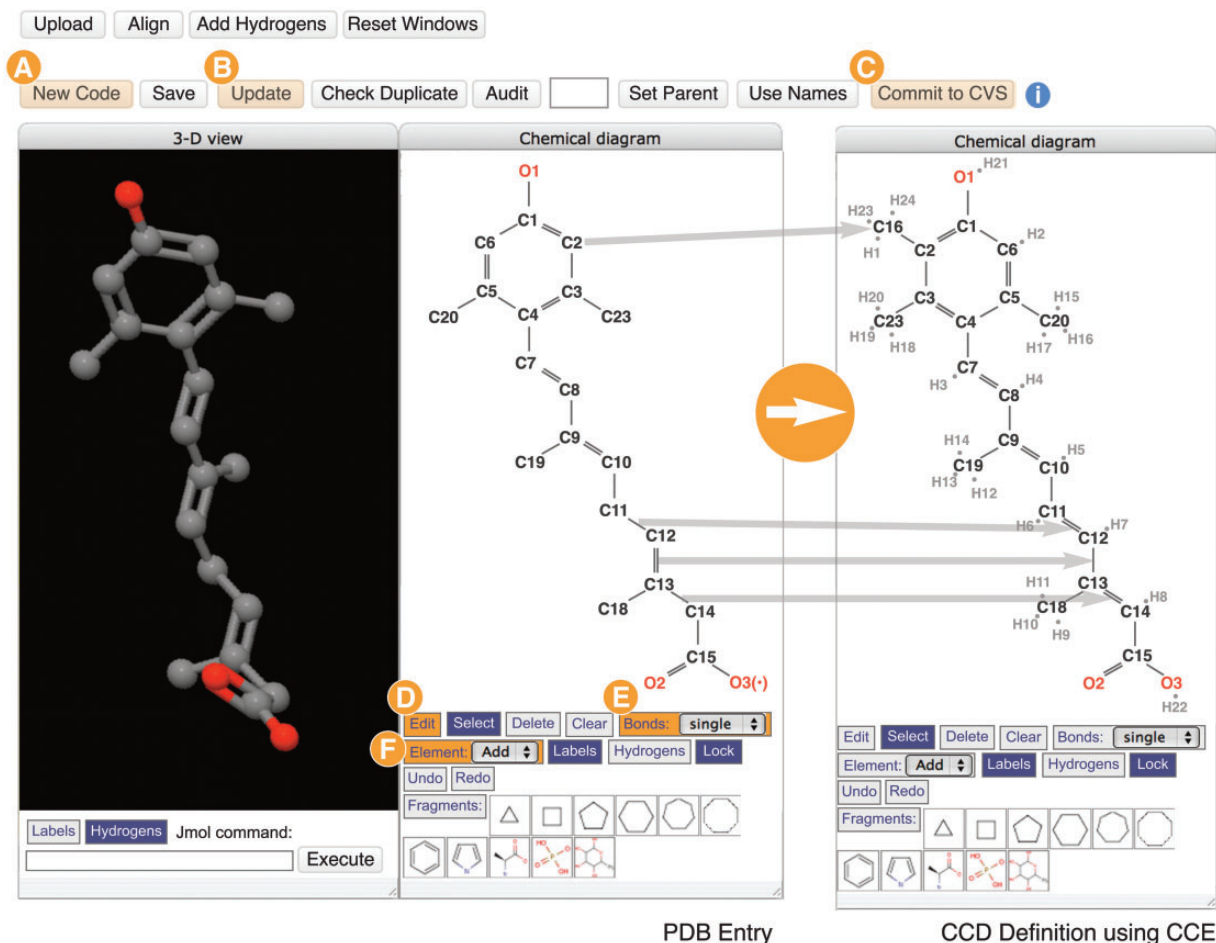 Upload Align Add Hydrogens Reset Windows
A B C
New Code Save Update Check Duplicate Audit Set Parent Use Names Commit to CVS i
3-D view
Chemical diagram
O1
C1
C6 C2
C5 C3
C20 C4 C23
C7
C8
C9
C19 C10
C11
C12
C13
C18 C14
C15
O2 O3(•)
D E
Edit Select Delete Clear Bonds: single
F
Element: Add Labels Hydrogens Lock
Undo Redo
Fragments:
Labels Hydrogens Jmol command:
Execute
Chemical diagram
O1 H21
H23 H24
C16 C1
H1 C2 C6 H2
H20 C3 C5 H15
C23 C4 C20
H19 H18 H17 H16
C7
H3 H4
C8
H14 C9
C19 H5
H13 C10
H12
C11
H6 H7
C12
H11 C13
C18 H8
H10 C14
H9
C15
O2 O3
H22
Edit Select Delete Clear Bonds: single
Element: Add Labels Hydrogens Lock
Undo Redo
Fragments:
PDB Entry
CCD Definition using CCE